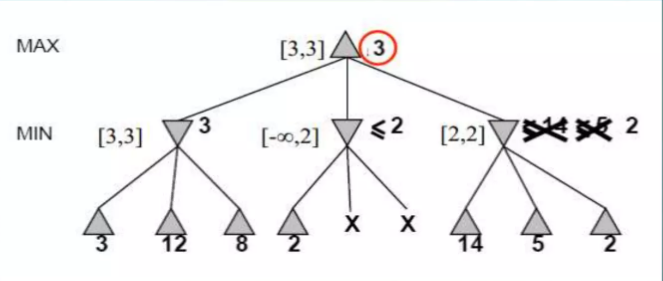 MAX [3,3] 3
MIN [3,3] 3 [-∞,2] ≤2 [2,2] ≤14 ≤5 2
3 12 8 2 X X 14 5 2